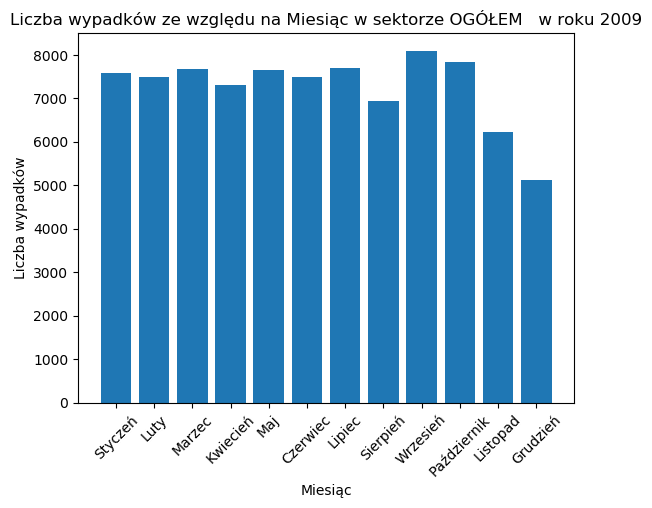 Liczba wypadków ze względu na Miesiąc w sektorze OGÓŁEM   w roku 2009
Liczba wypadków
8000
7000
6000
5000
4000
3000
2000
1000
0
Styczeń
Luty
Marzec
Kwiecień
Maj
Czerwiec
Lipiec
Sierpień
Wrzesień
Październik
Listopad
Grudzień
Miesiąc